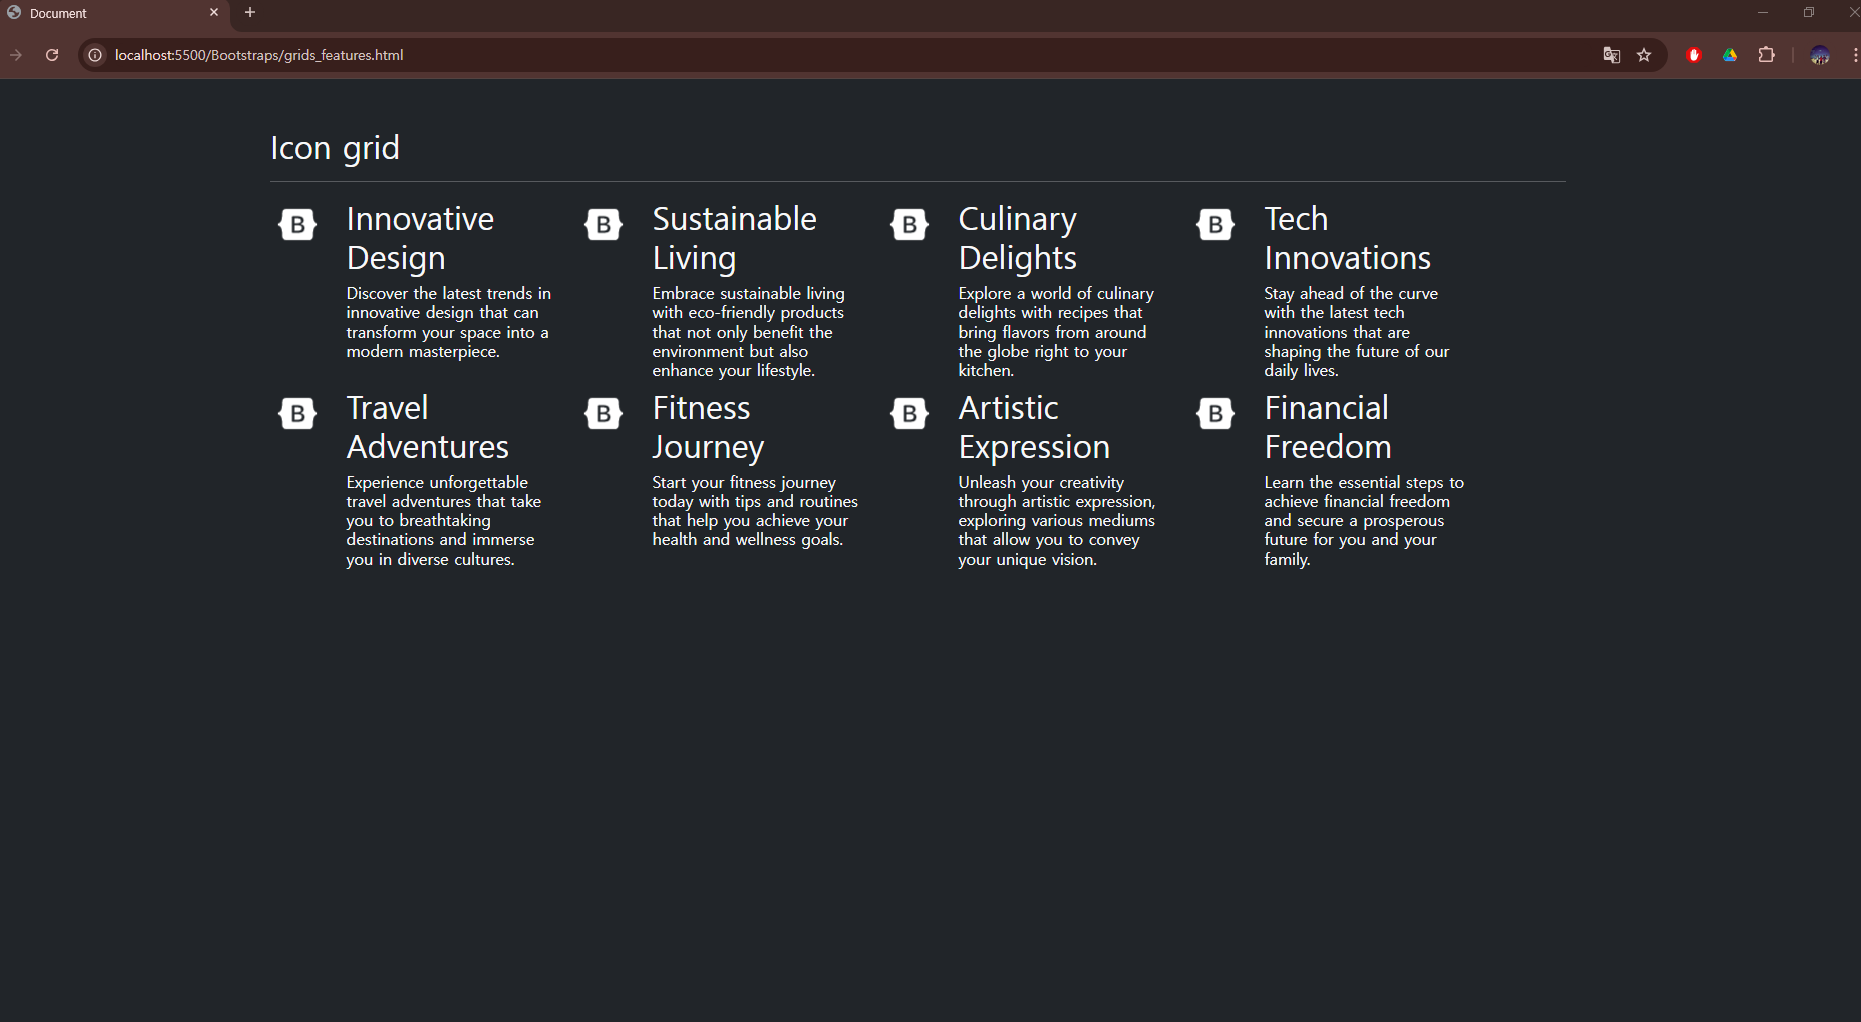 Document
localhost:5500/Bootstraps/grids_features.html
Icon grid
B
Innovative
Design
Discover the latest trends in
innovative design that can
transform your space into a
modern masterpiece.
B
Sustainable
Living
Embrace sustainable living
with eco-friendly products
that not only benefit the
environment but also
enhance your lifestyle.
B
Culinary
Delights
Explore a world of culinary
delights with recipes that
bring flavors from around
the globe right to your
kitchen.
B
Tech
Innovations
Stay ahead of the curve
with the latest tech
innovations that are
shaping the future of our
daily lives.
B
Travel
Adventures
Experience unforgettable
travel adventures that take
you to breathtaking
destinations and immerse
you in diverse cultures.
B
Fitness
Journey
Start your fitness journey
today with tips and routines
that help you achieve your
health and wellness goals.
B
Artistic
Expression
Unleash your creativity
through artistic expression,
exploring various mediums
that allow you to convey
your unique vision.
B
Financial
Freedom
Learn the essential steps to
achieve financial freedom
and secure a prosperous
future for you and your
family.